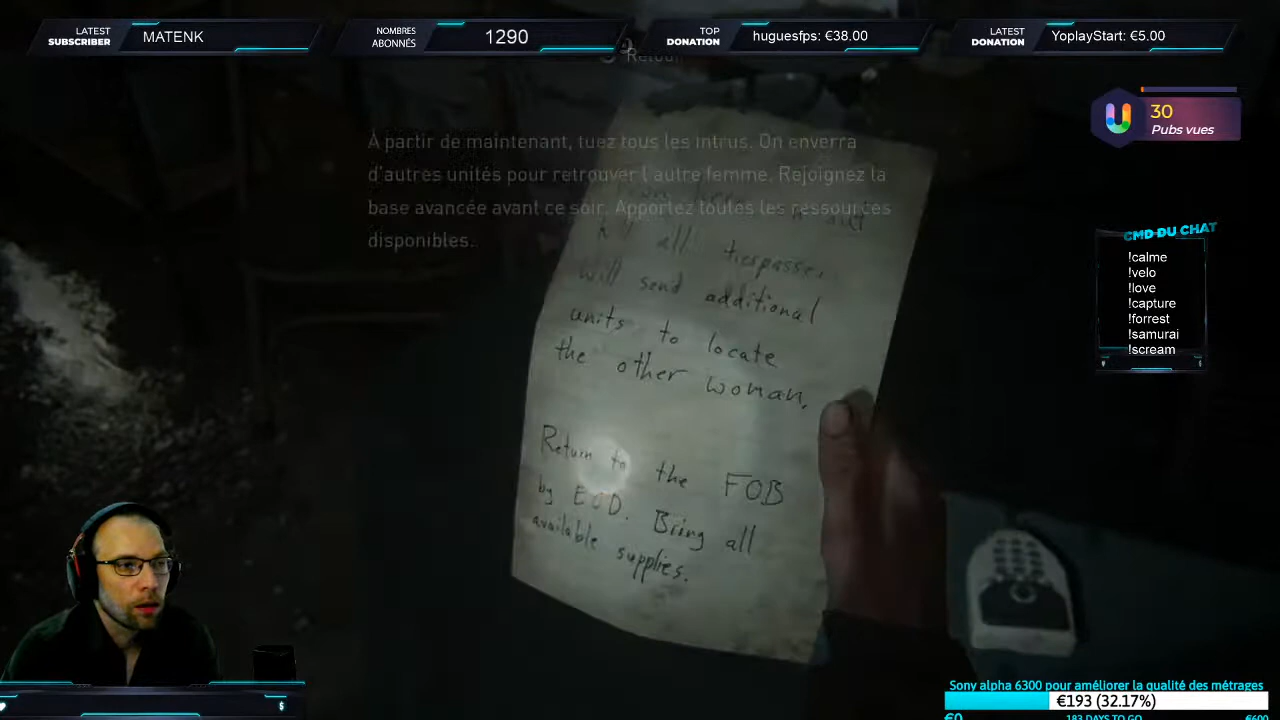 LATEST
SUBSCRIBER
MATENK
NOMBRES
ABONNÉS
1290
TOP
DONATION
huguesfps: €38.00
LATEST
DONATION
YoplayStart: €5.00
Retour
30
Pubs vues
À partir de maintenant, tuez tous les intrus. On enverra
d'autres unités pour retrouver l'autre femme. Rejoignez la
base avancée avant ce soir. Apportez toutes les ressources
disponibles.
all
will send additional
units to locate
the other woman.
Return to the FOB
by EOD. Bring all
available supplies.
CMD DU CHAT
!calme
!velo
!love
!capture
!forrest
!samurai
!scream
Sony alpha 6300 pour améliorer la qualité des métrages
€193 (32.17%)
€0 183 DAYS TO GO €600